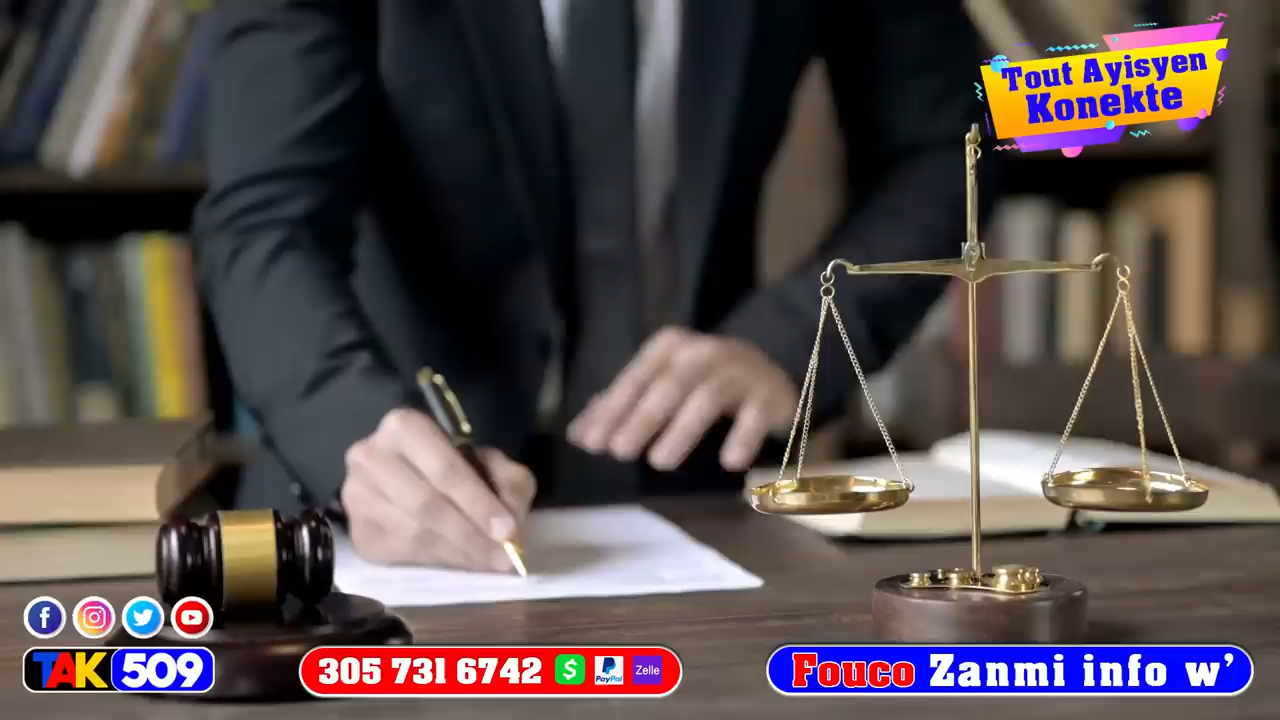 Tout Ayisyen
Konekte
TAK 509
305 731 6742
$
PayPal
Zelle
Fouco Zanmi info w’